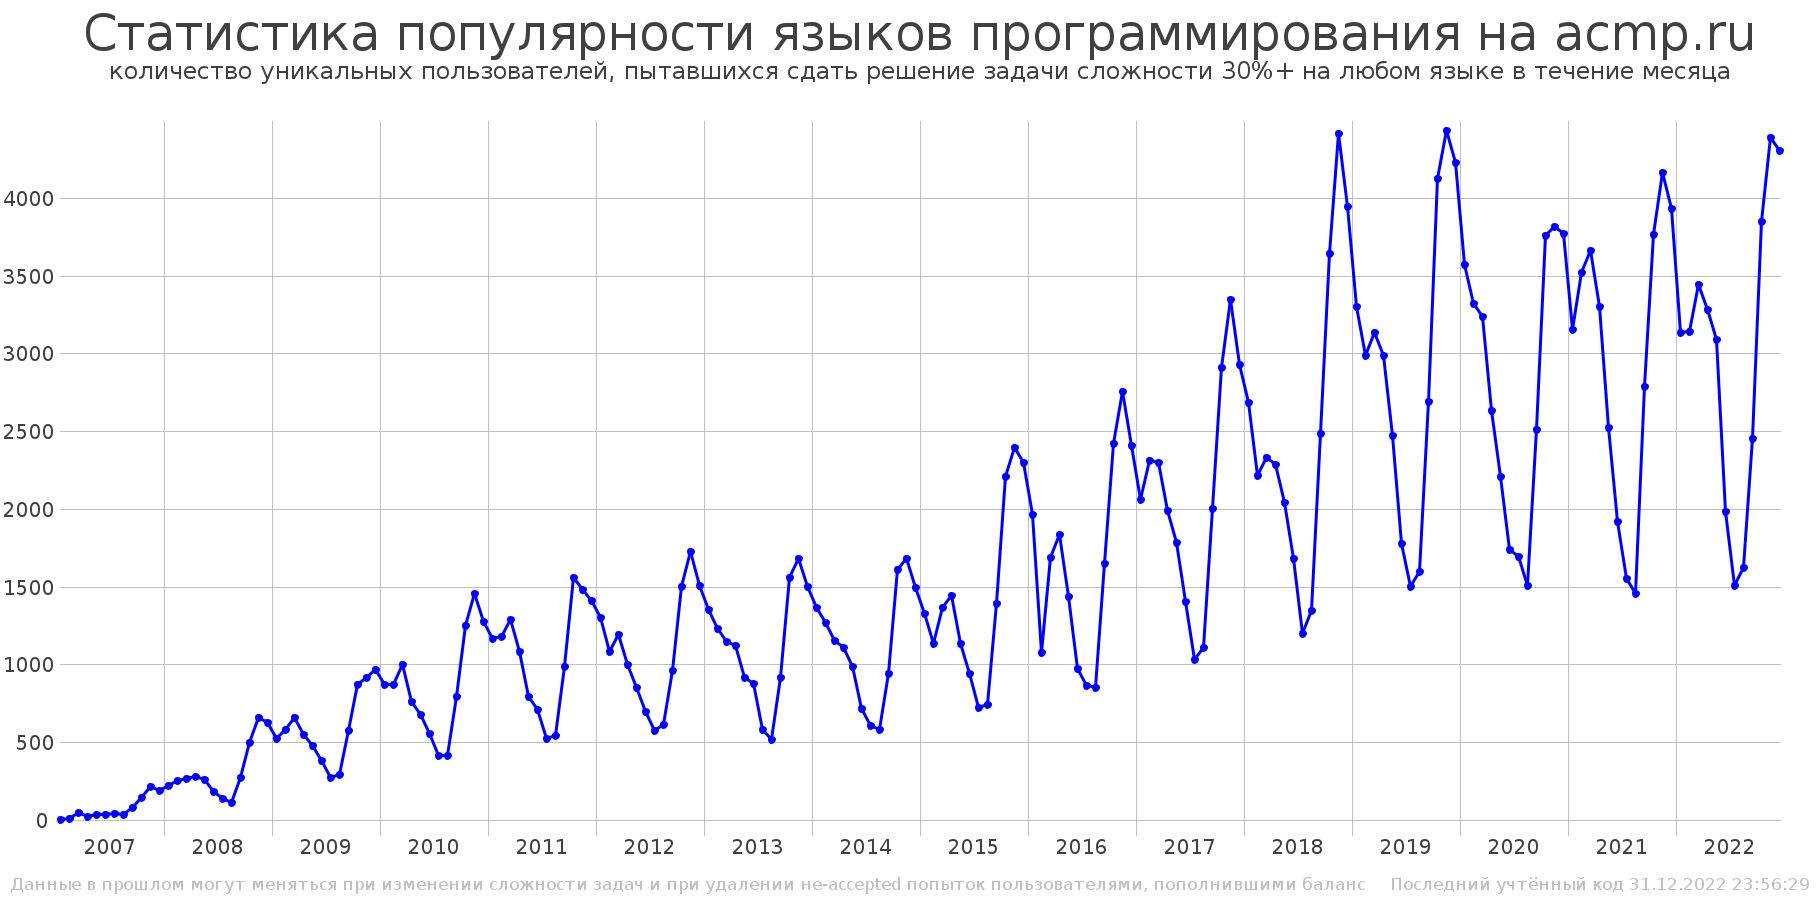 Статистика популярности языков программирования на acmp.ru
количество уникальных пользователей, пытавшихся сдать решение задачи сложности 30%+ на любом языке в течение месяца
4000
3500
3000
2500
2000
1500
1000
500
0
2007 2008 2009 2010 2011 2012 2013 2014 2015 2016 2017 2018 2019 2020 2021 2022
Данные в прошлом могут меняться при изменении сложности задач и при удалении не-accepted попыток пользователями, пополнившими баланс Последний учтённый код 31.12.2022 23:56:29